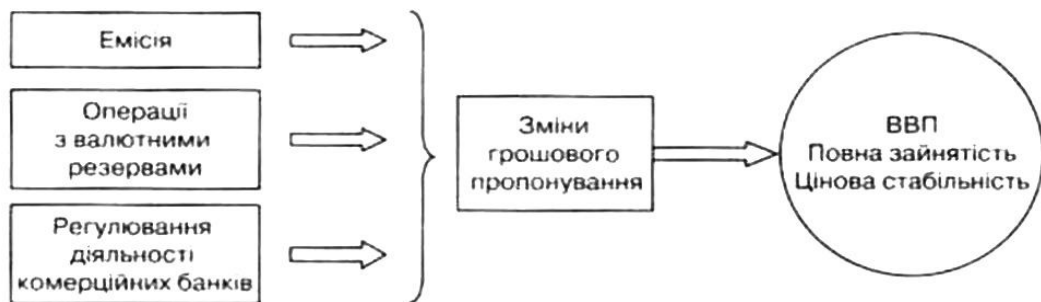 Емісія
Операції
з валютними
резервами
Регулювання
діяльності
комерційних банків
Зміни
грошового
пропонування
ВВП
Повна зайнятість
Цінова стабільність